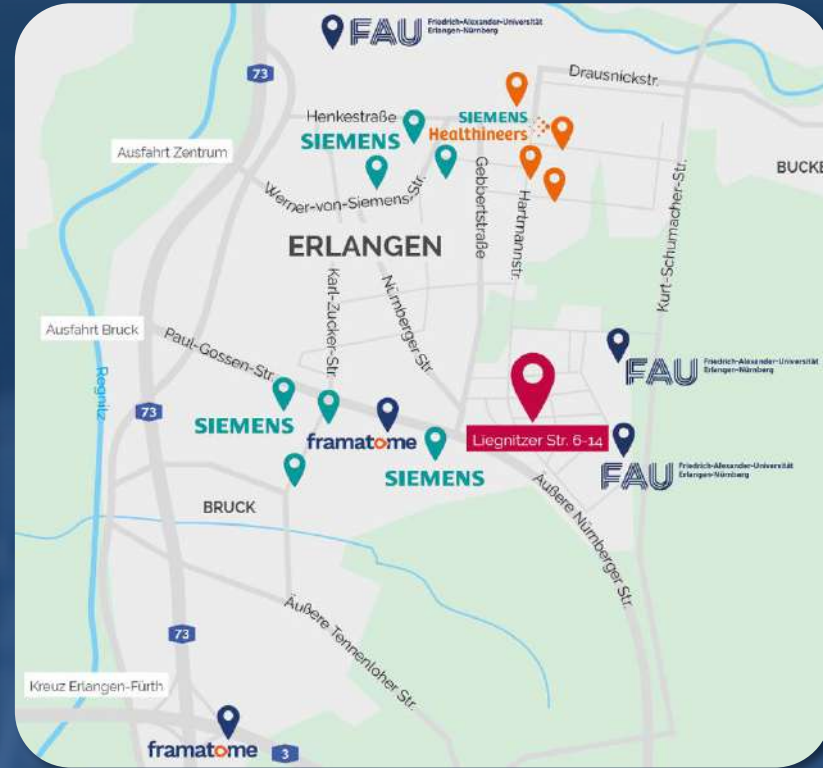 FAU Friedrich-Alexander-Universität
Erlangen-Nürnberg
73
Drausnickstr.
Henkestraße
SIEMENS
SIEMENS
Healthineers
Ausfahrt Zentrum
BUCKE
Werner-von-Siemens-Str.
Gebbertstraße
Hartmannstr.
Kurt-Schumacher-Str.
ERLANGEN
Karl-Zucker-Str.
Nürnberger Str
Ausfahrt Bruck
Paul-Gossen-Str.
Regnitz
FAU Friedrich-Alexander-Universität
Erlangen-Nürnberg
73
SIEMENS
framatome
Liegnitzer Str. 6-14
SIEMENS
FAU Friedrich-Alexander-Universität
Erlangen-Nürnberg
BRUCK
Äußere Nürnberger Str.
Äußere Tennenloher Str.
73
Kreuz Erlangen-Fürth
framatome
3